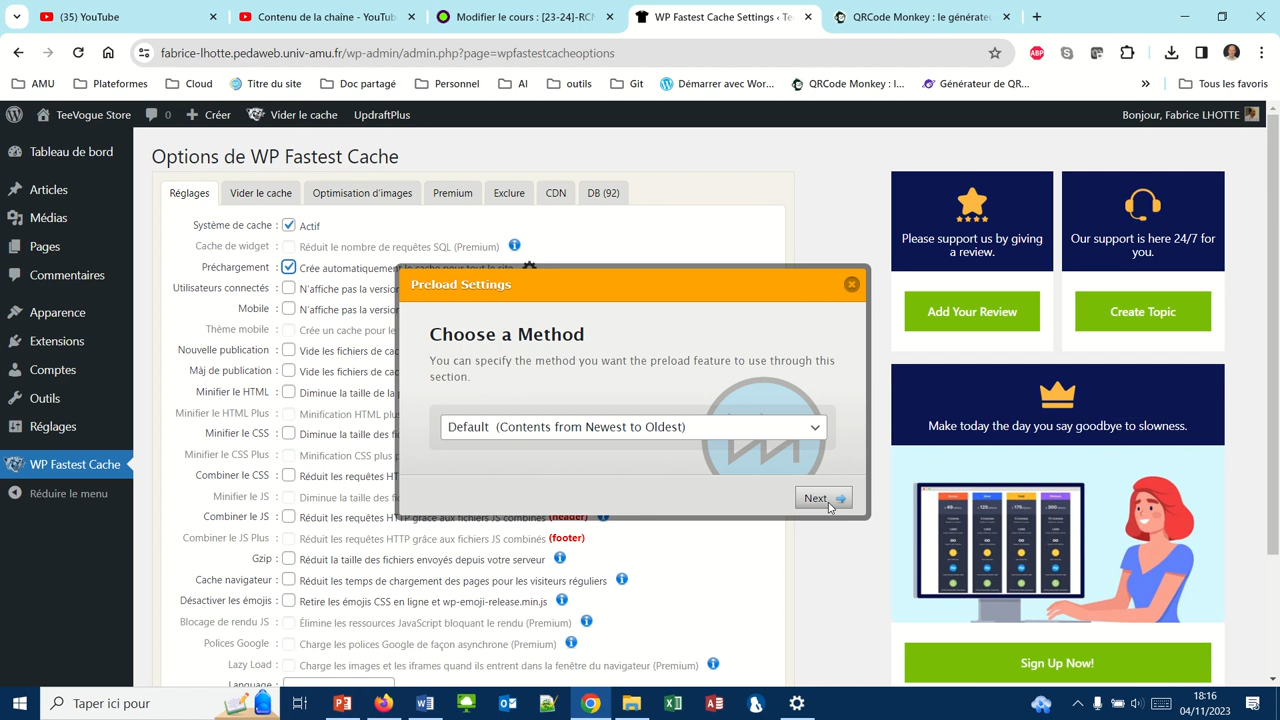 (35) YouTube
Contenu de la chaîne - YouTub
Modifier le cours : [23-24]-RCM
WP Fastest Cache Settings ‹ Tee
QRCode Monkey : le générateu
fabrice-lhotte.pedaweb.univ-amu.fr/wp-admin/admin.php?page=wpfastestcacheoptions
AMU
Plateformes
Cloud
Titre du site
Doc partagé
Personnel
AI
outils
Git
Démarrer avec Wor...
QRCode Monkey : l...
Générateur de QR...
Tous les favoris
TeeVogue Store
0
Créer
Vider le cache
UpdraftPlus
Bonjour, Fabrice LHOTTE
Tableau de bord
Articles
Médias
Pages
Commentaires
Apparence
Extensions
Comptes
Outils
Réglages
WP Fastest Cache
Réduire le menu
Options de WP Fastest Cache
Réglages
Vider le cache
Optimisation d'images
Premium
Exclure
CDN
DB (92)
Système de cache : Actif
Cache de widget : Réduit le nombre de requêtes SQL (Premium)
Préchargement : Crée automatiquement le cache pour tout le site
Utilisateurs connectés : N'affiche pas la version
Mobile : N'affiche pas la version
Thème mobile : Crée un cache pour le
Nouvelle publication : Vide les fichiers de cac
Màj de publication : Vide les fichiers de cac
Minifier le HTML : Diminue la taille de la p
Minifier le HTML Plus : Minification HTML plus
Minifier le CSS : Diminue la taille des fi
Minifier le CSS Plus : Minification CSS plus p
Combiner le CSS : Réduit les requêtes HT
Minifier le JS : Diminue la taille des fi
Combiner le JS : Réduit les requêtes HTTP grâce aux fichiers JS combinés (header)
Combiner le JS Plus : Réduit les requêtes HTTP grâce aux fichiers JS combinés (footer)
Gzip : Réduit la taille des fichiers envoyés depuis votre serveur
Cache navigateur : Réduit les temps de chargement des pages pour les visiteurs réguliers
Désactiver les emojis : Retire les émojis CSS en ligne et wp-emoji-release.min.js
Blocage de rendu JS : Élimine les ressources JavaScript bloquant le rendu (Premium)
Polices Google : Charge les polices Google de façon asynchrone (Premium)
Lazy Load : Charge les images et les iframes quand ils entrent dans la fenêtre du navigateur (Premium)
Language :
Preload Settings
Choose a Method
You can specify the method you want the preload feature to use through this
section.
Default (Contents from Newest to Oldest)
Next
Please support us by giving
a review.
Add Your Review
Our support is here 24/7 for
you.
Create Topic
Make today the day you say goodbye to slowness.
Sign Up Now!
Taper ici pour
18:16
04/11/2023